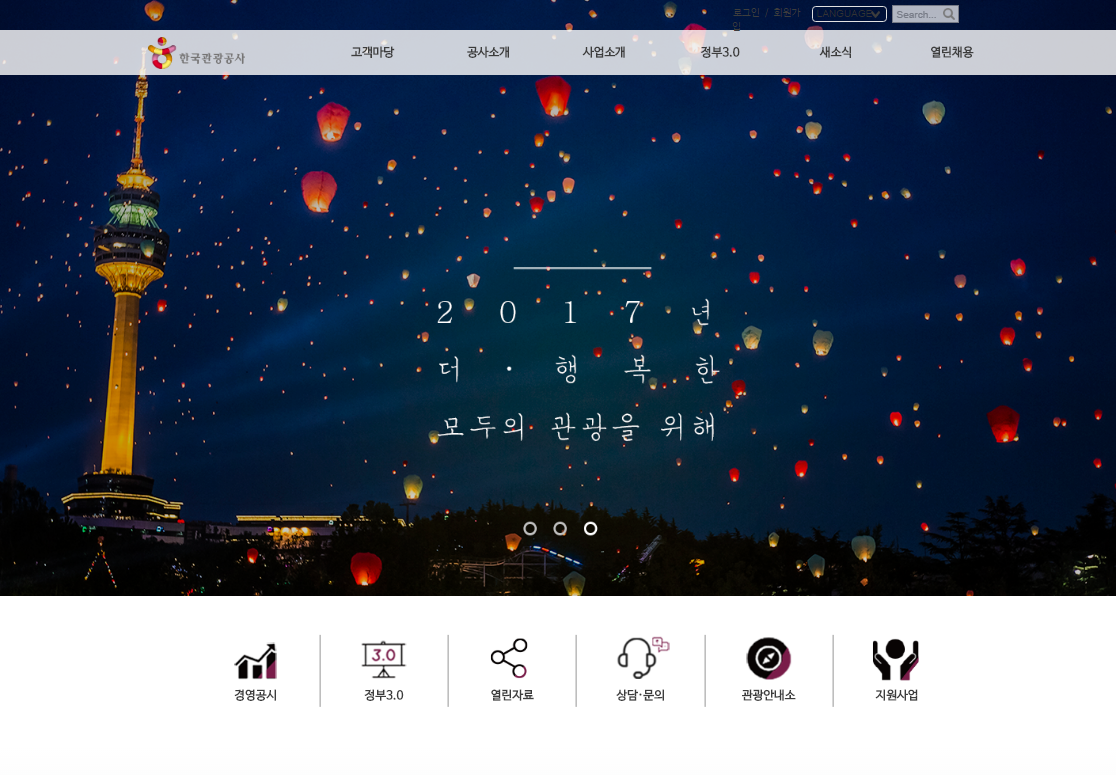 로그인 / 회원가입
LANGUAGE
Search...
한국관광공사
고객마당 공사소개 사업소개 정부3.0 새소식 열린채용
2017년
더·행복한
모두의 관광을 위해
3.0
경영공시 정부3.0 열린자료 상담·문의 관광안내소 지원사업